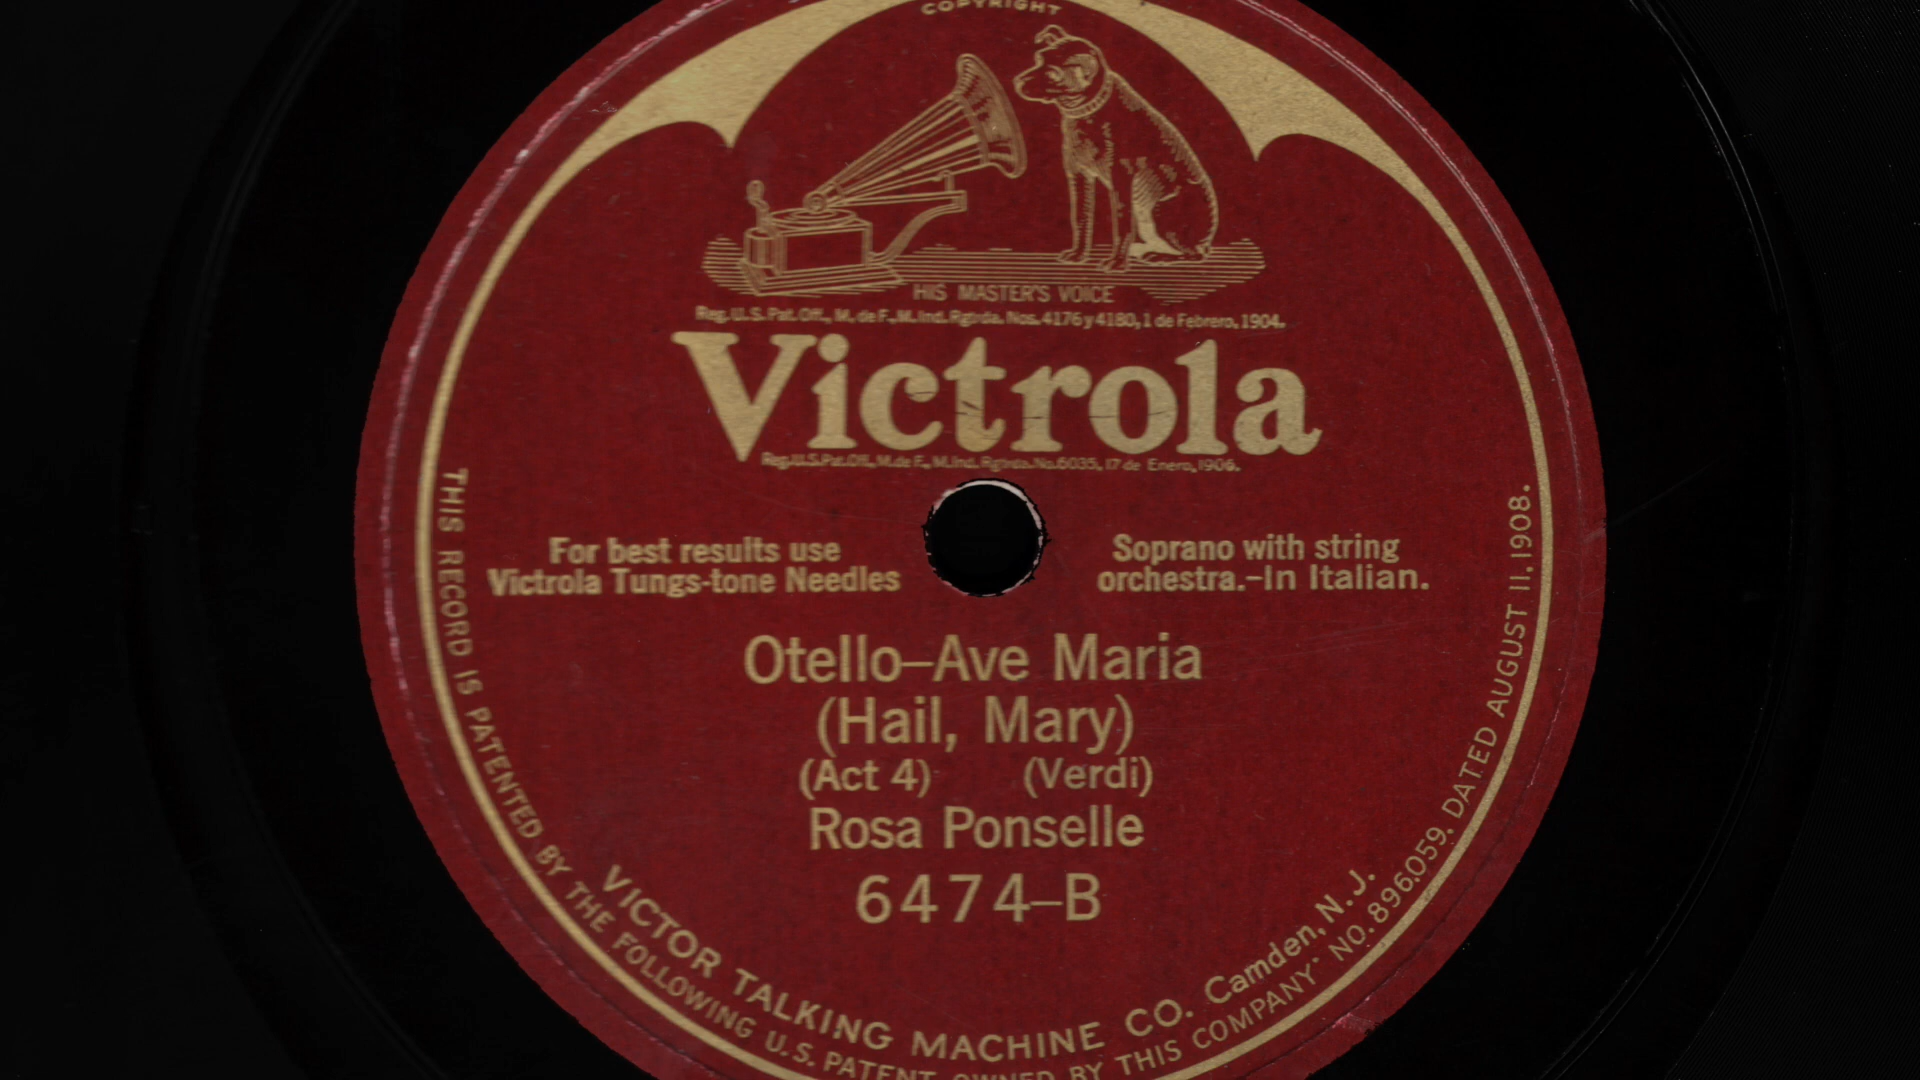 COPYRIGHT
HIS MASTER'S VOICE
Reg. U.S. Pat. Off., M. de F., M. Ind. Rgtrda. Nos. 4176 y 4180, 1 de Febrero, 1904.
Victrola
Reg. U.S. Pat. Off., M. de F., M. Ind. Rgtrda. No. 6035, 17 de Enero, 1906.
For best results use
Victrola Tungs-tone Needles
Soprano with string
orchestra.-In Italian.
Otello–Ave Maria
(Hail, Mary)
(Act 4) (Verdi)
Rosa Ponselle
6474–B
VICTOR TALKING MACHINE CO. Camden, N. J.
THIS RECORD IS PATENTED BY THE FOLLOWING U.S. PATENT OWNED BY THIS COMPANY: NO. 896,059. DATED AUGUST 11, 1908.